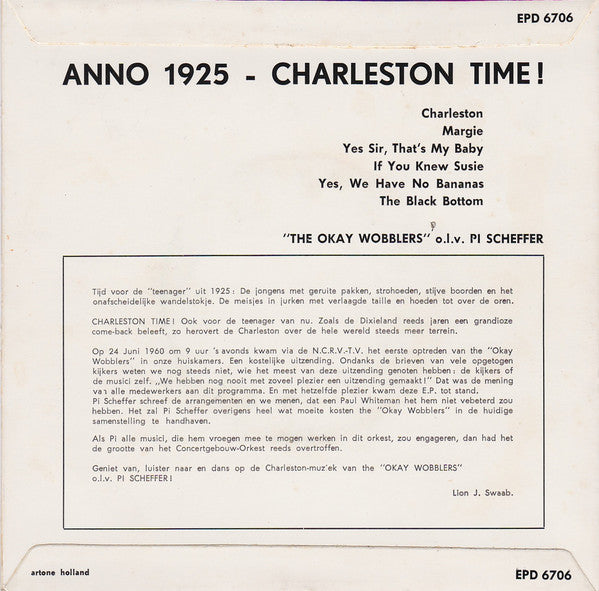 EPD 6706
ANNO 1925 - CHARLESTON TIME!
Charleston
Margie
Yes Sir, That's My Baby
If You Knew Susie
Yes, We Have No Bananas
The Black Bottom
"THE OKAY WOBBLERS" o.l.v. PI SCHEFFER
Tijd voor de "teenager" uit 1925: De jongens met geruite pakken, strohoeden, stijve boorden en het
onafscheidelijke wandelstokje. De meisjes in jurken met verlaagde taille en hoeden tot over de oren.
CHARLESTON TIME! Ook voor de teenager van nu. Zoals de Dixieland reeds jaren een grandioze
come-back beleeft, zo herovert de Charleston over de hele wereld steeds meer terrein.
Op 24 Juni 1960 om 9 uur 's avonds kwam via de N.C.R.V.-T.V. het eerste optreden van the "Okay
Wobblers" in onze huiskamers. Een kostelijke uitzending. Ondanks de brieven van vele opgetogen
kijkers weten we nog steeds niet, wie het meest van deze uitzending genoten hebben: de kijkers of
de musici zelf. „We hebben nog nooit met zoveel plezier een uitzending gemaakt!" Dat was de mening
van alle medewerkers aan dit programma. En met hetzelfde plezier kwam deze E.P. tot stand.
Pi Scheffer schreef de arrangementen en we menen, dat een Paul Whiteman het hem niet vebeterd zou
hebben. Het zal Pi Scheffer overigens heel wat moeite kosten the "Okay Wobblers" in de huidige
samenstelling te handhaven.
Als Pi alle musici, die hem vroegen mee te mogen werken in dit orkest, zou engageren, dan had het
de grootte van het Concertgebouw-Orkest reeds overtroffen.
Geniet van, luister naar en dans op de Charleston-muz'ek van the "OKAY WOBBLERS"
o.l.v. PI SCHEFFER!
Lion J. Swaab.
artone holland
EPD 6706